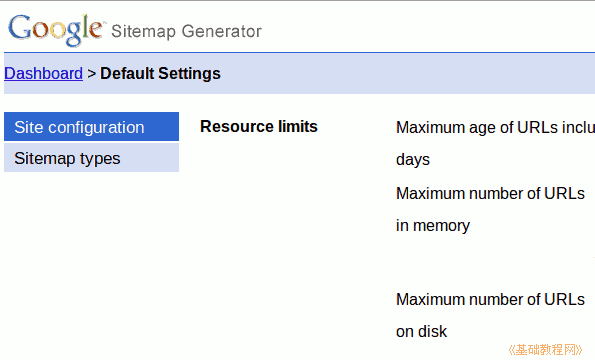 Google™ Sitemap Generator
Dashboard > Default Settings
Site configuration
Sitemap types
Resource limits
Maximum age of URLs inclu
days
Maximum number of URLs
in memory
Maximum number of URLs
on disk
《基础教程网》